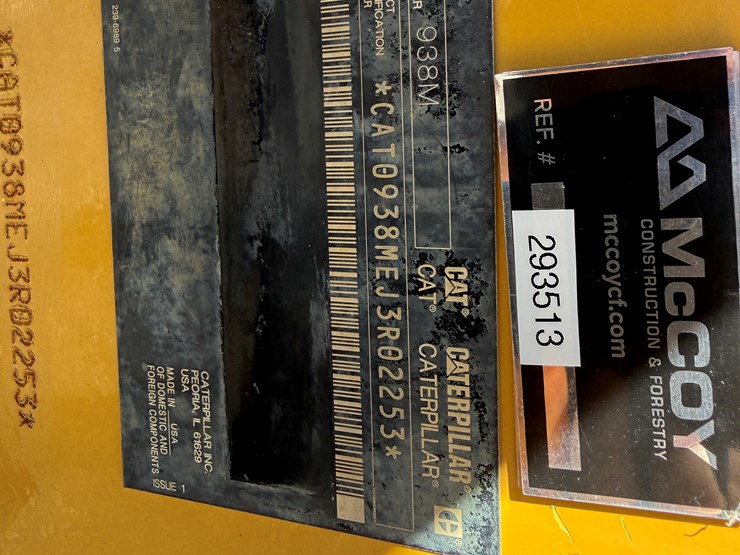 McCOY
CONSTRUCTION & FORESTRY
mccoycf.com
REF. #
293513
CAT® CATERPILLAR®
CAT® CATERPILLAR®
938M
*CAT0938MEJ3R02253*
CATERPILLAR INC.
PEORIA, IL 61629
USA
MADE IN USA
OF DOMESTIC AND
FOREIGN COMPONENTS
ISSUE 1
239-6989 5
*CAT0938MEJ3R02253*